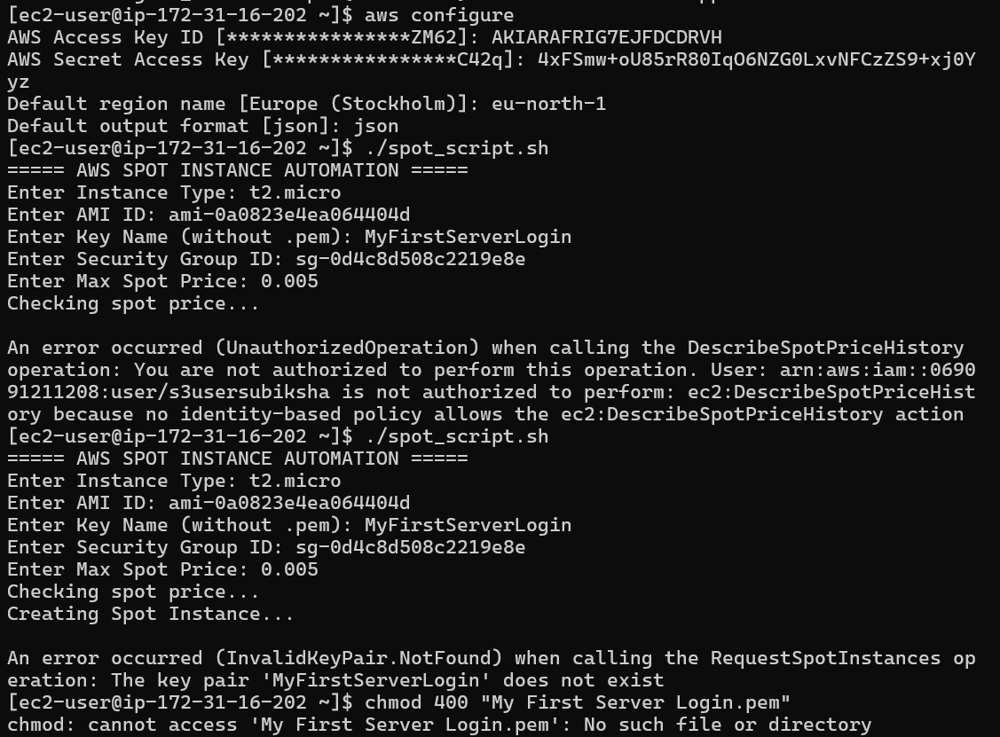 [ec2-user@ip-172-31-16-202 ~]$ aws configure
AWS Access Key ID [****************ZM62]: AKIARAFRIG7EJFDCDRVH
AWS Secret Access Key [****************C42q]: 4xFSmw+oU85rR80IqO6NZG0LxvNFCzZS9+xj0Y
yz
Default region name [Europe (Stockholm)]: eu-north-1
Default output format [json]: json
[ec2-user@ip-172-31-16-202 ~]$ ./spot_script.sh
===== AWS SPOT INSTANCE AUTOMATION =====
Enter Instance Type: t2.micro
Enter AMI ID: ami-0a0823e4ea064404d
Enter Key Name (without .pem): MyFirstServerLogin
Enter Security Group ID: sg-0d4c8d508c2219e8e
Enter Max Spot Price: 0.005
Checking spot price...
An error occurred (UnauthorizedOperation) when calling the DescribeSpotPriceHistory
operation: You are not authorized to perform this operation. User: arn:aws:iam::0690
91211208:user/s3usersubiksha is not authorized to perform: ec2:DescribeSpotPriceHist
ory because no identity-based policy allows the ec2:DescribeSpotPriceHistory action
[ec2-user@ip-172-31-16-202 ~]$ ./spot_script.sh
===== AWS SPOT INSTANCE AUTOMATION =====
Enter Instance Type: t2.micro
Enter AMI ID: ami-0a0823e4ea064404d
Enter Key Name (without .pem): MyFirstServerLogin
Enter Security Group ID: sg-0d4c8d508c2219e8e
Enter Max Spot Price: 0.005
Checking spot price...
Creating Spot Instance...
An error occurred (InvalidKeyPair.NotFound) when calling the RequestSpotInstances op
eration: The key pair 'MyFirstServerLogin' does not exist
[ec2-user@ip-172-31-16-202 ~]$ chmod 400 "My First Server Login.pem"
chmod: cannot access 'My First Server Login.pem': No such file or directory